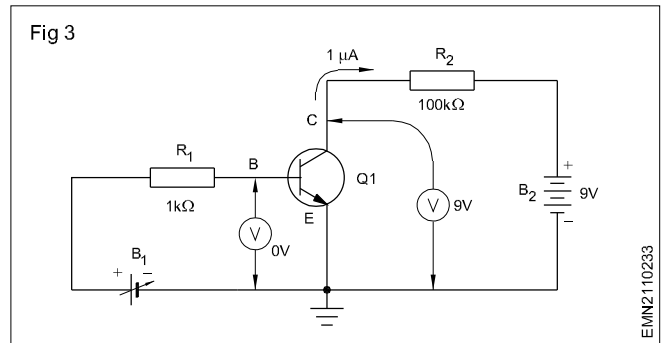 Fig 3
1 μA
R2
100kΩ
C
R1
B
1kΩ
Q1
E
V
0V
V
9V
B2
+
9V
−
B1
+
−
EMN2110233